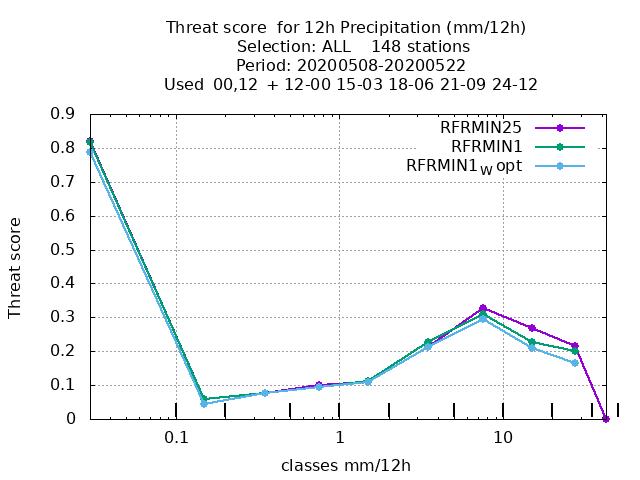 Threat score  for 12h Precipitation (mm/12h)
Selection: ALL    148 stations
Period: 20200508-20200522
Used  00,12  + 12-00 15-03 18-06 21-09 24-12
RFRMIN25
RFRMIN1
RFRMIN1w opt
Threat score
0.9
0.8
0.7
0.6
0.5
0.4
0.3
0.2
0.1
0
0.1 1 10
classes mm/12h